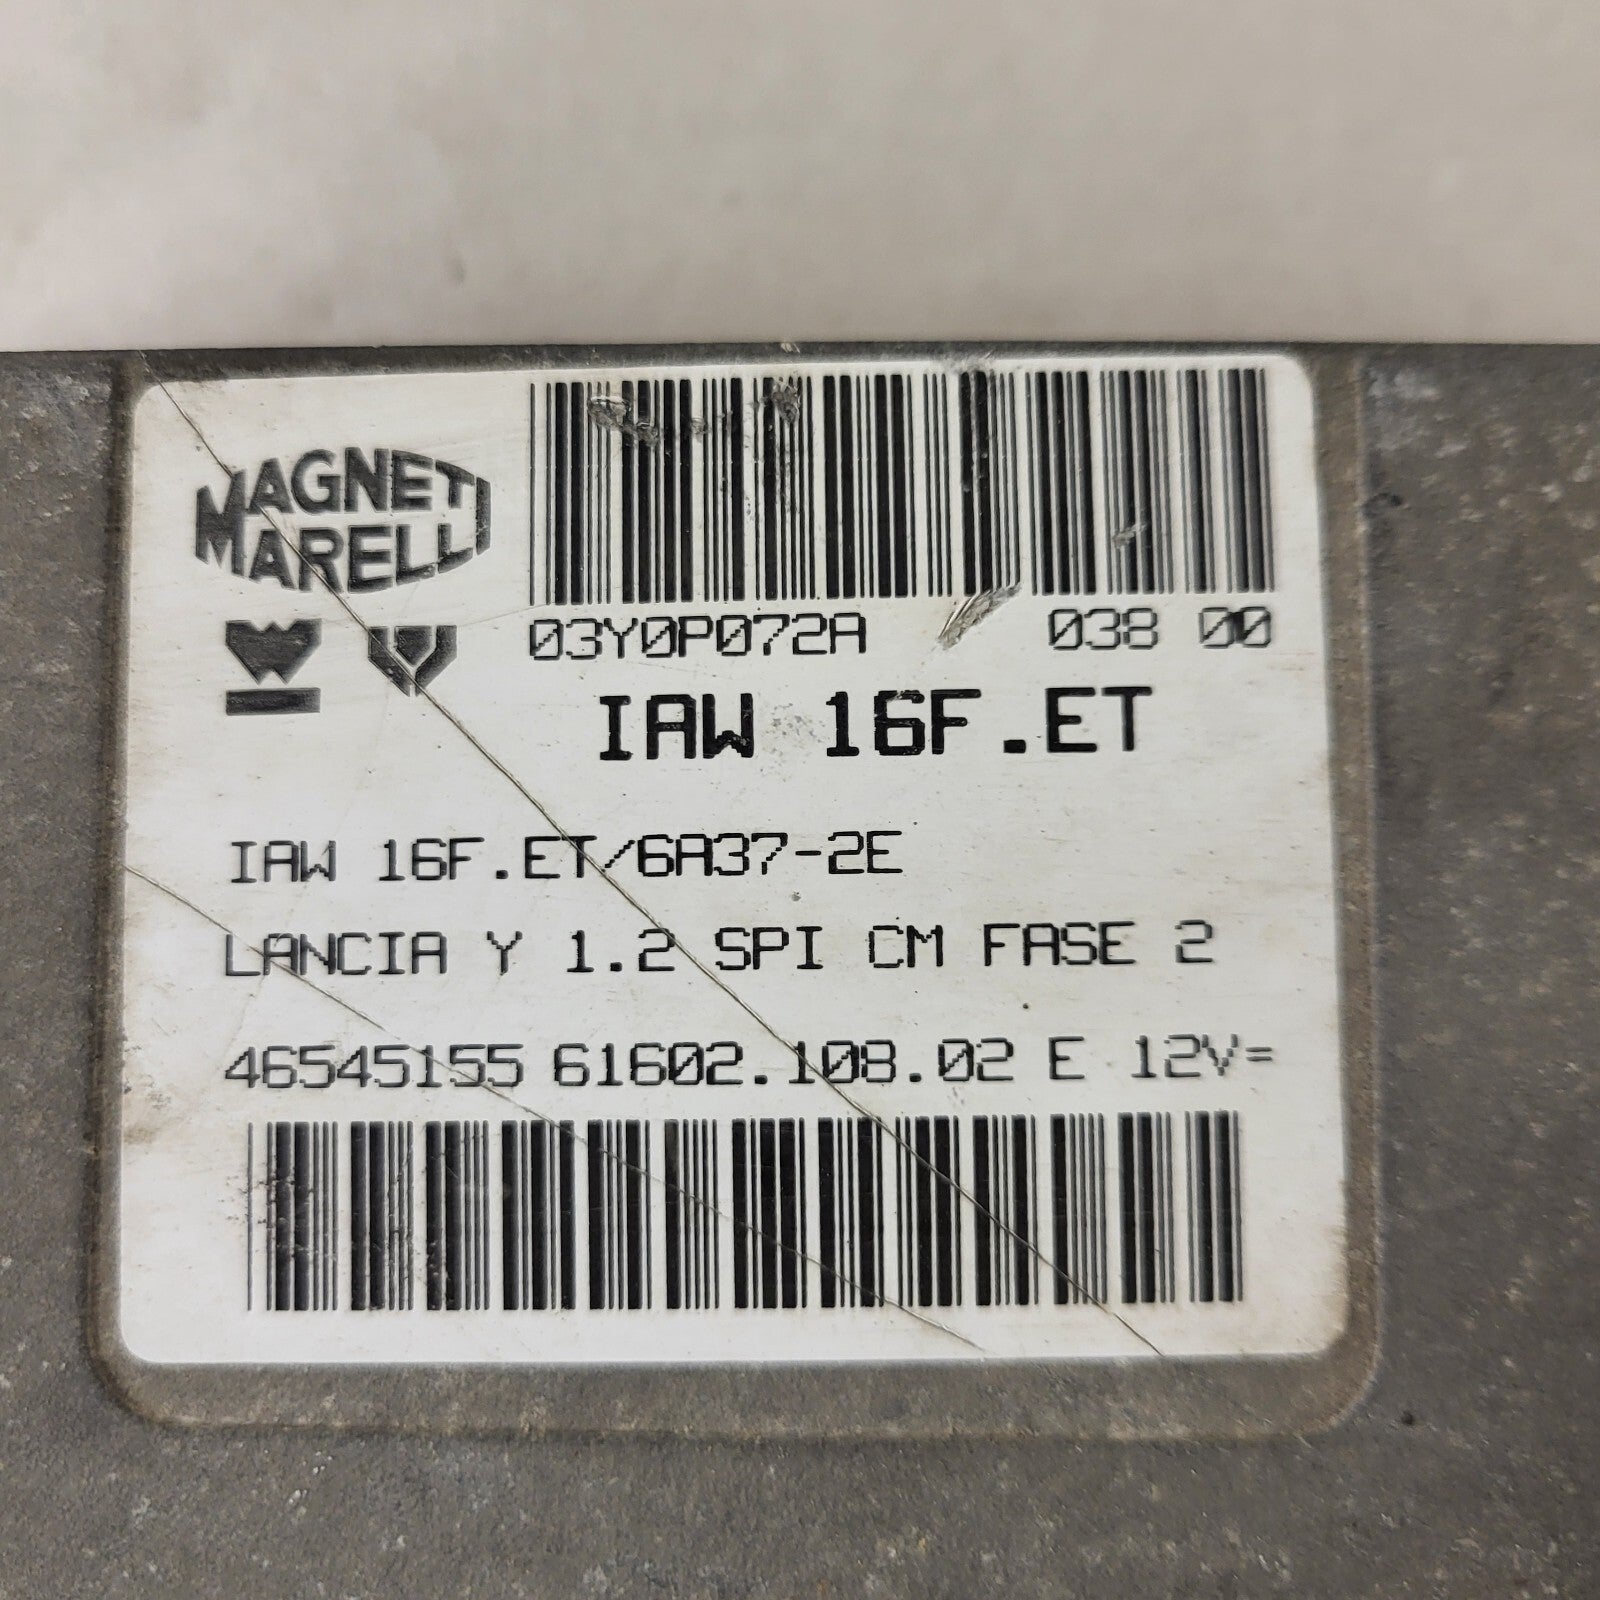 MAGNETI
MARELLI
03Y0P072A 038 00
IAW 16F.ET
IAW 16F.ET/6A37-2E
LANCIA Y 1.2 SPI CM FASE 2
46545155 61602.108.02 E 12V=